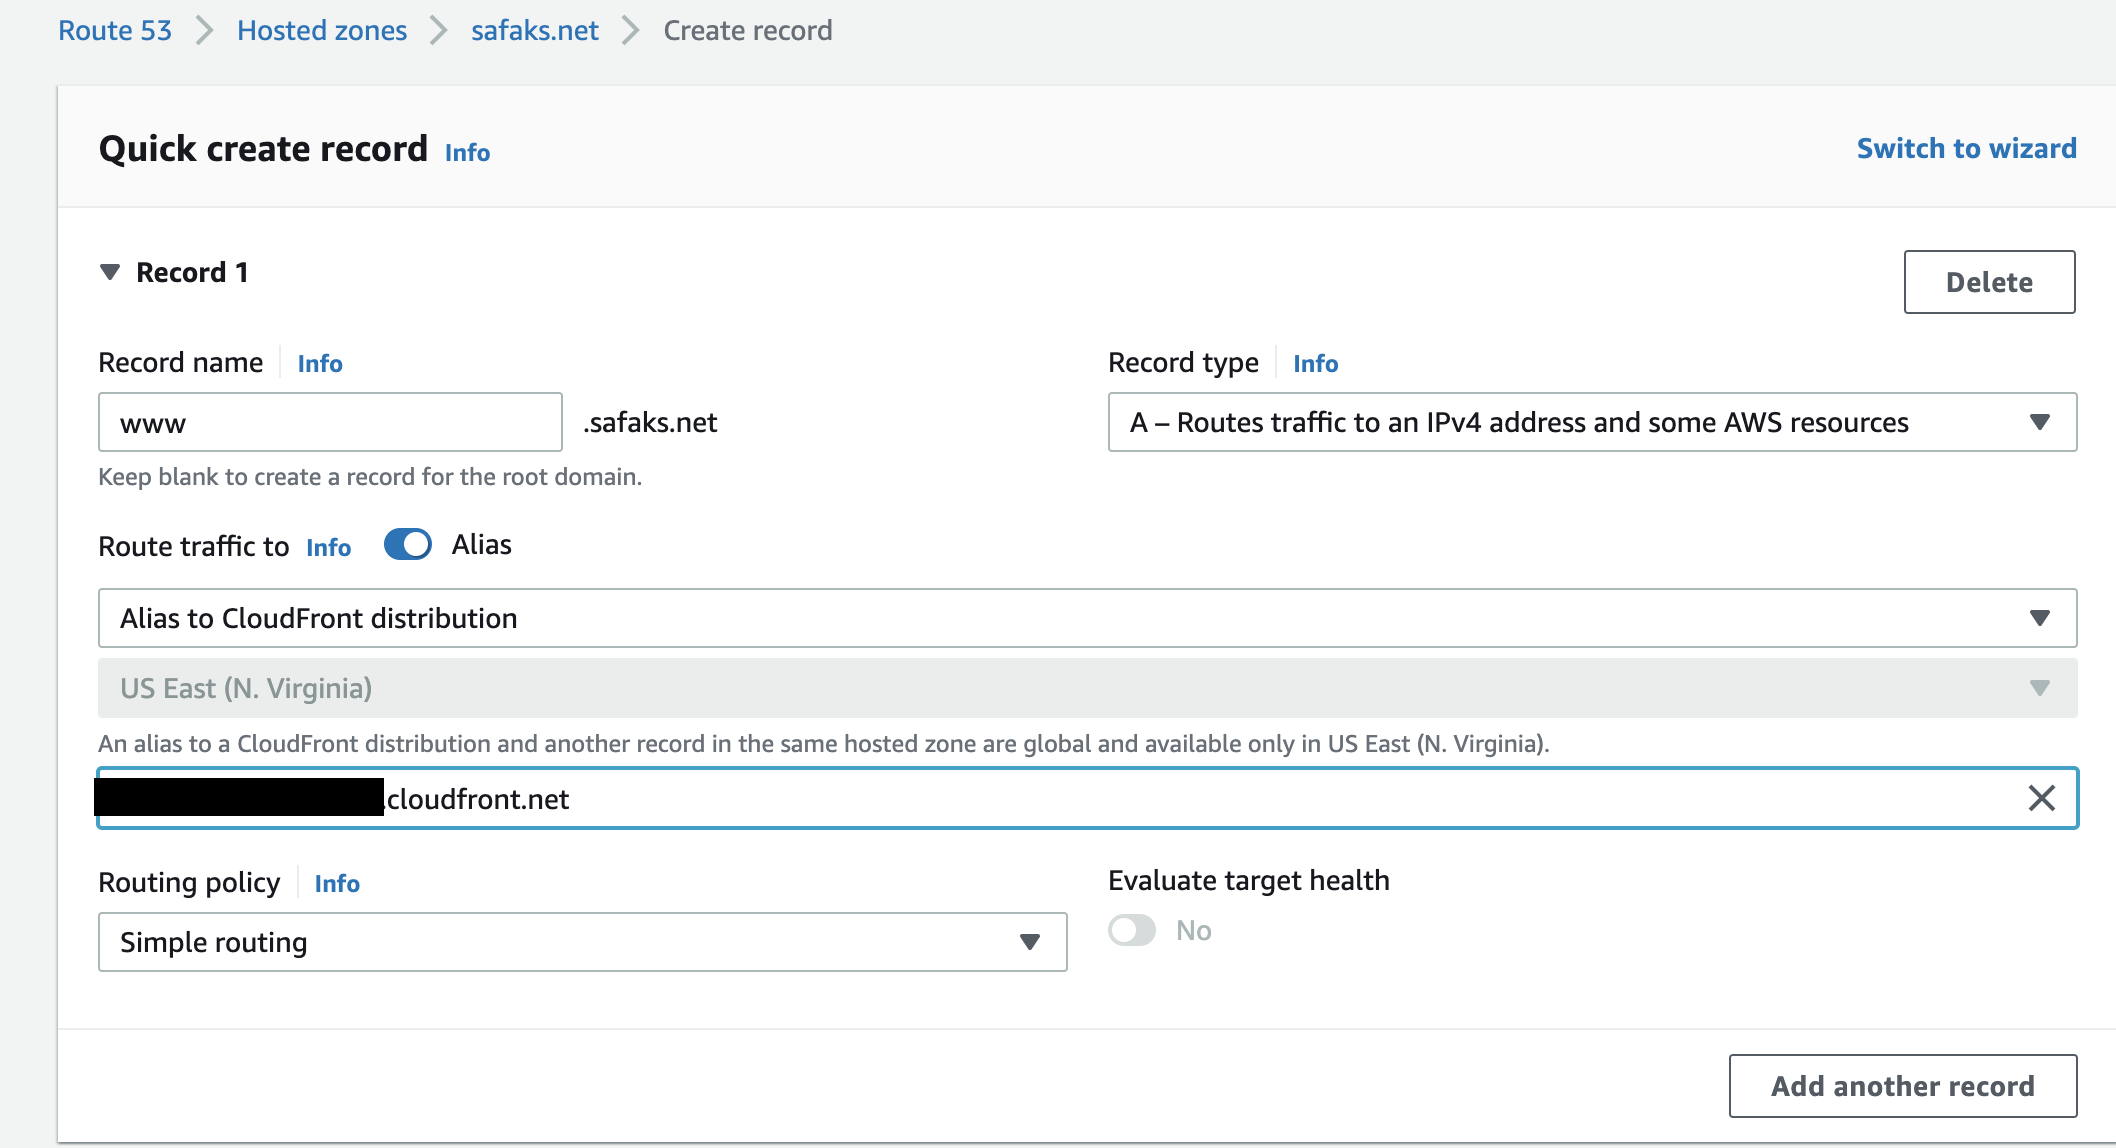 Route 53 Hosted zones safaks.net Create record
Quick create record Info
Switch to wizard
Record 1
Delete
Record name Info
www .safaks.net
Keep blank to create a record for the root domain.
Record type Info
A – Routes traffic to an IPv4 address and some AWS resources
Route traffic to Info Alias
Alias to CloudFront distribution
US East (N. Virginia)
An alias to a CloudFront distribution and another record in the same hosted zone are global and available only in US East (N. Virginia).
.cloudfront.net
Routing policy Info
Simple routing
Evaluate target health
No
Add another record